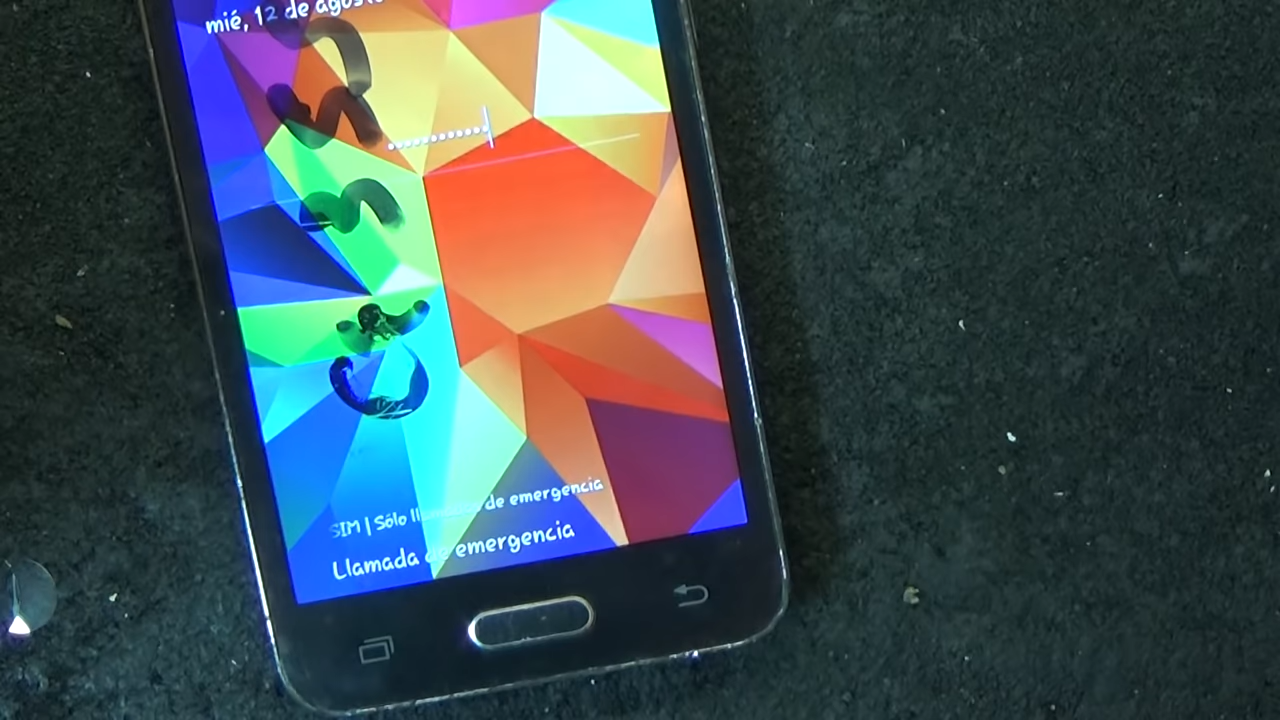 mié, 12 de agosto
SIM | Sólo llamadas de emergencia
Llamada de emergencia